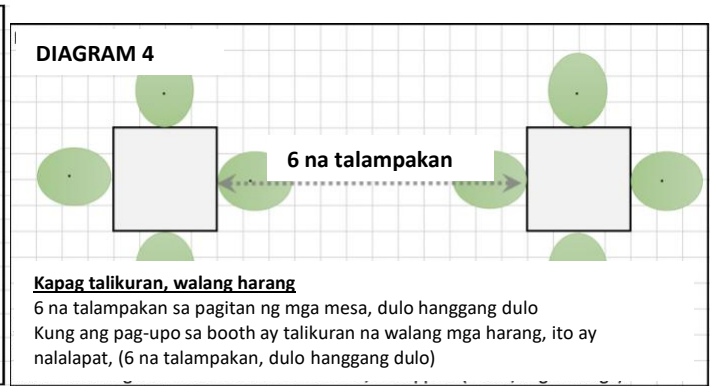 DIAGRAM 4
6 na talampakan
Kapag talikuran, walang harang
6 na talampakan sa pagitan ng mga mesa, dulo hanggang dulo
Kung ang pag-upo sa booth ay talikuran na walang mga harang, ito ay
nalalapat, (6 na talampakan, dulo hanggang dulo)